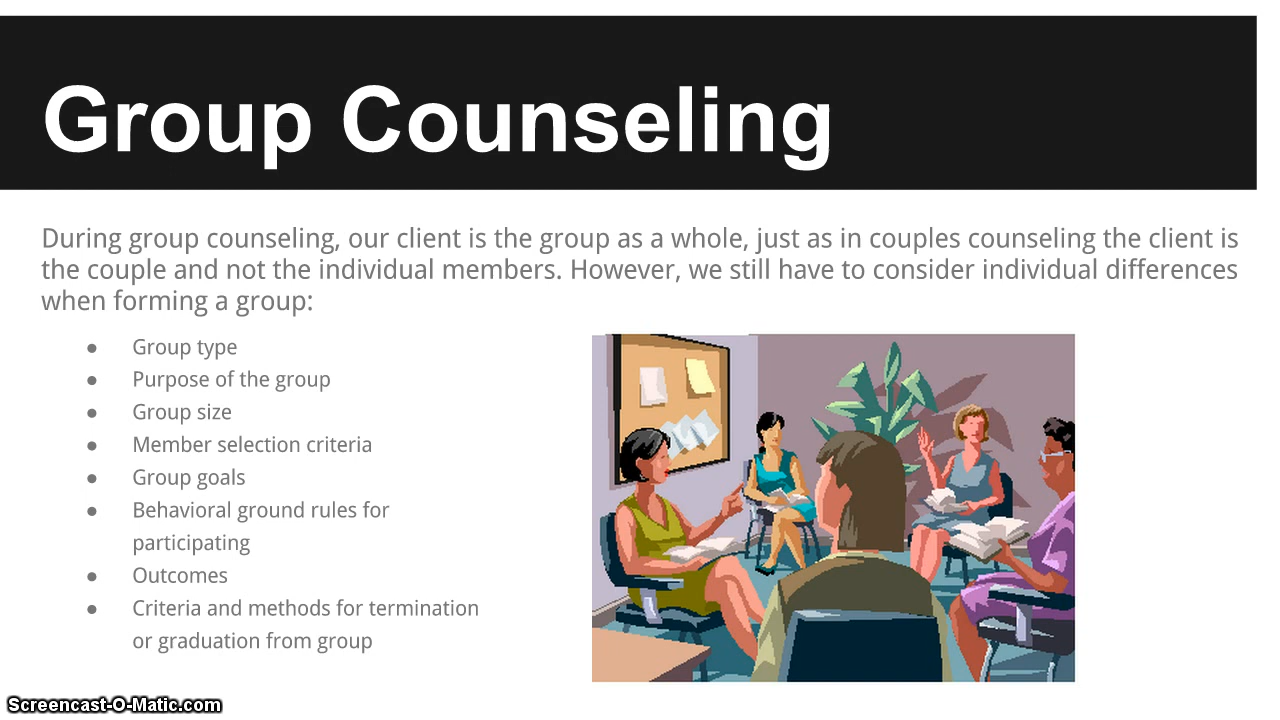 Group Counseling
During group counseling, our client is the group as a whole, just as in couples counseling the client is
the couple and not the individual members. However, we still have to consider individual differences
when forming a group:
● Group type
● Purpose of the group
● Group size
● Member selection criteria
● Group goals
● Behavioral ground rules for
participating
● Outcomes
● Criteria and methods for termination
or graduation from group
Screencast-O-Matic.com